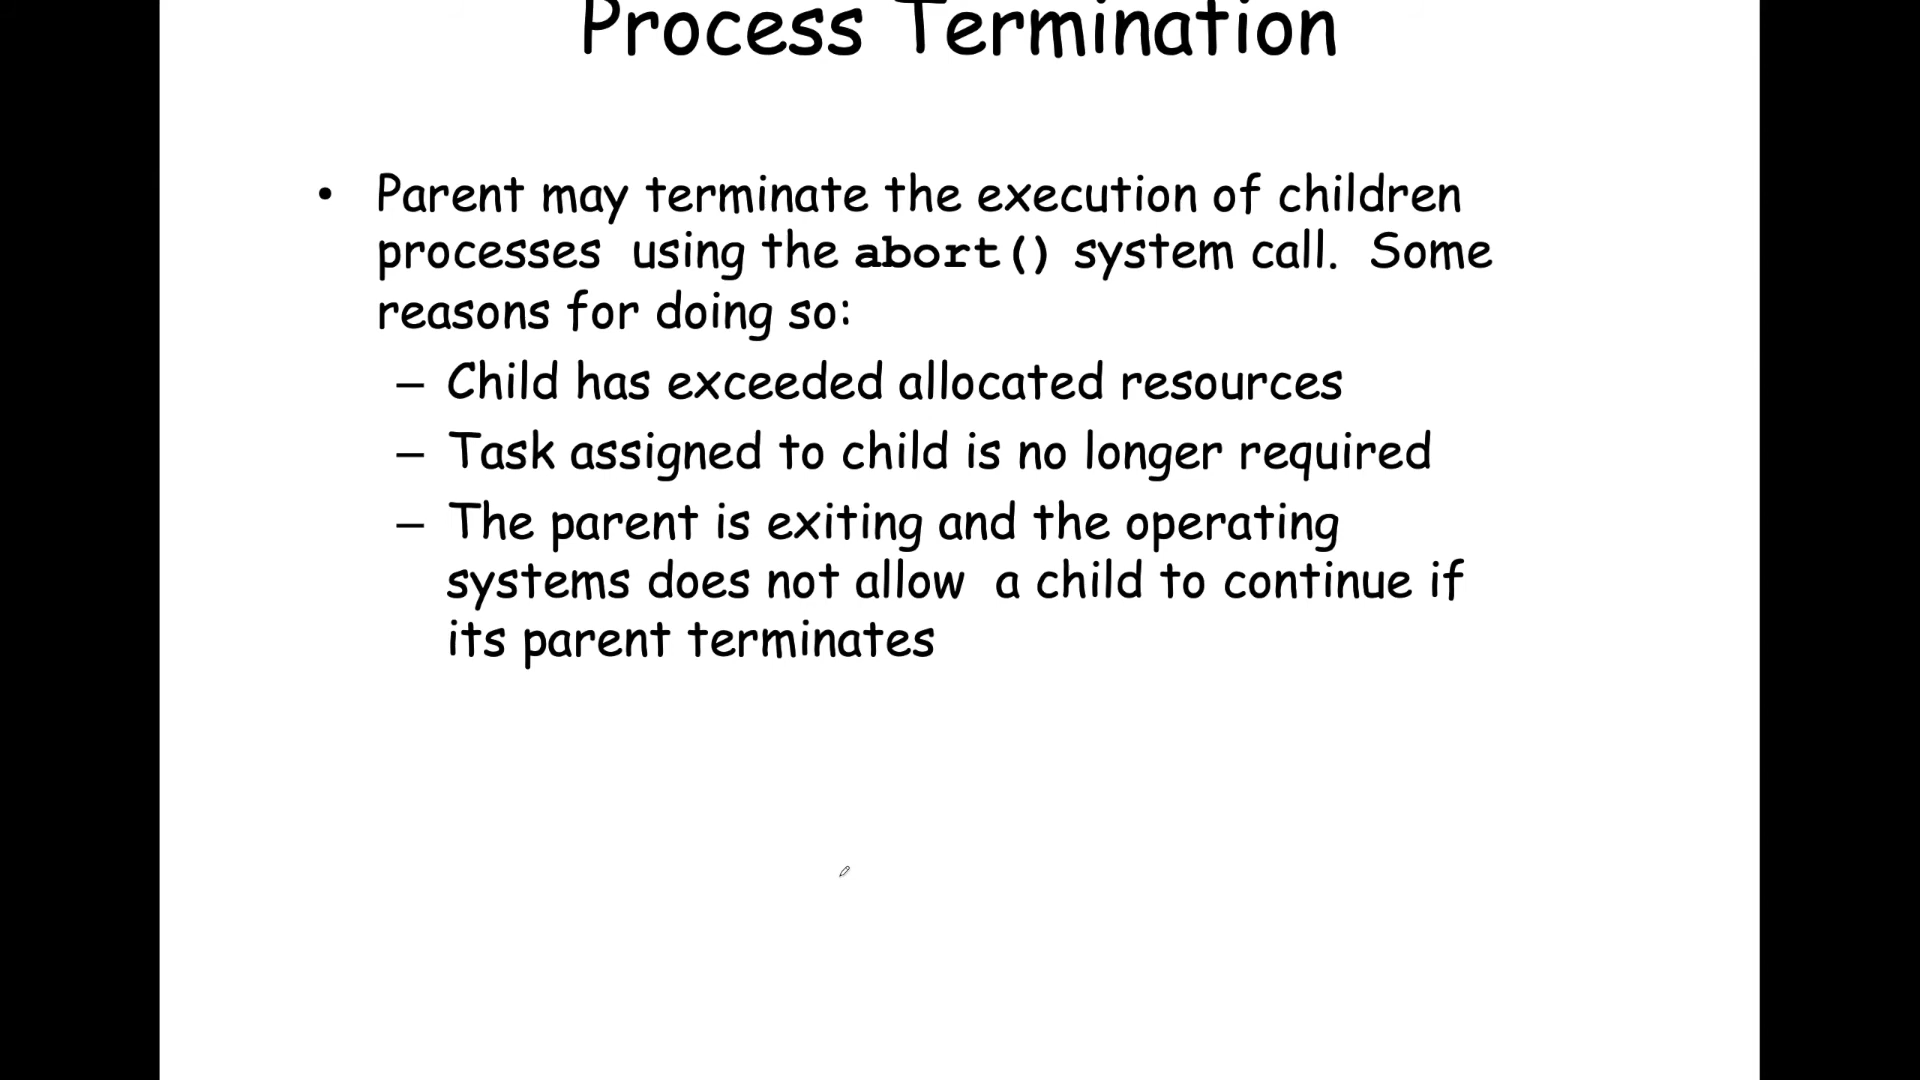 Process Termination
• Parent may terminate the execution of children
processes using the abort() system call. Some
reasons for doing so:
– Child has exceeded allocated resources
– Task assigned to child is no longer required
– The parent is exiting and the operating
systems does not allow a child to continue if
its parent terminates